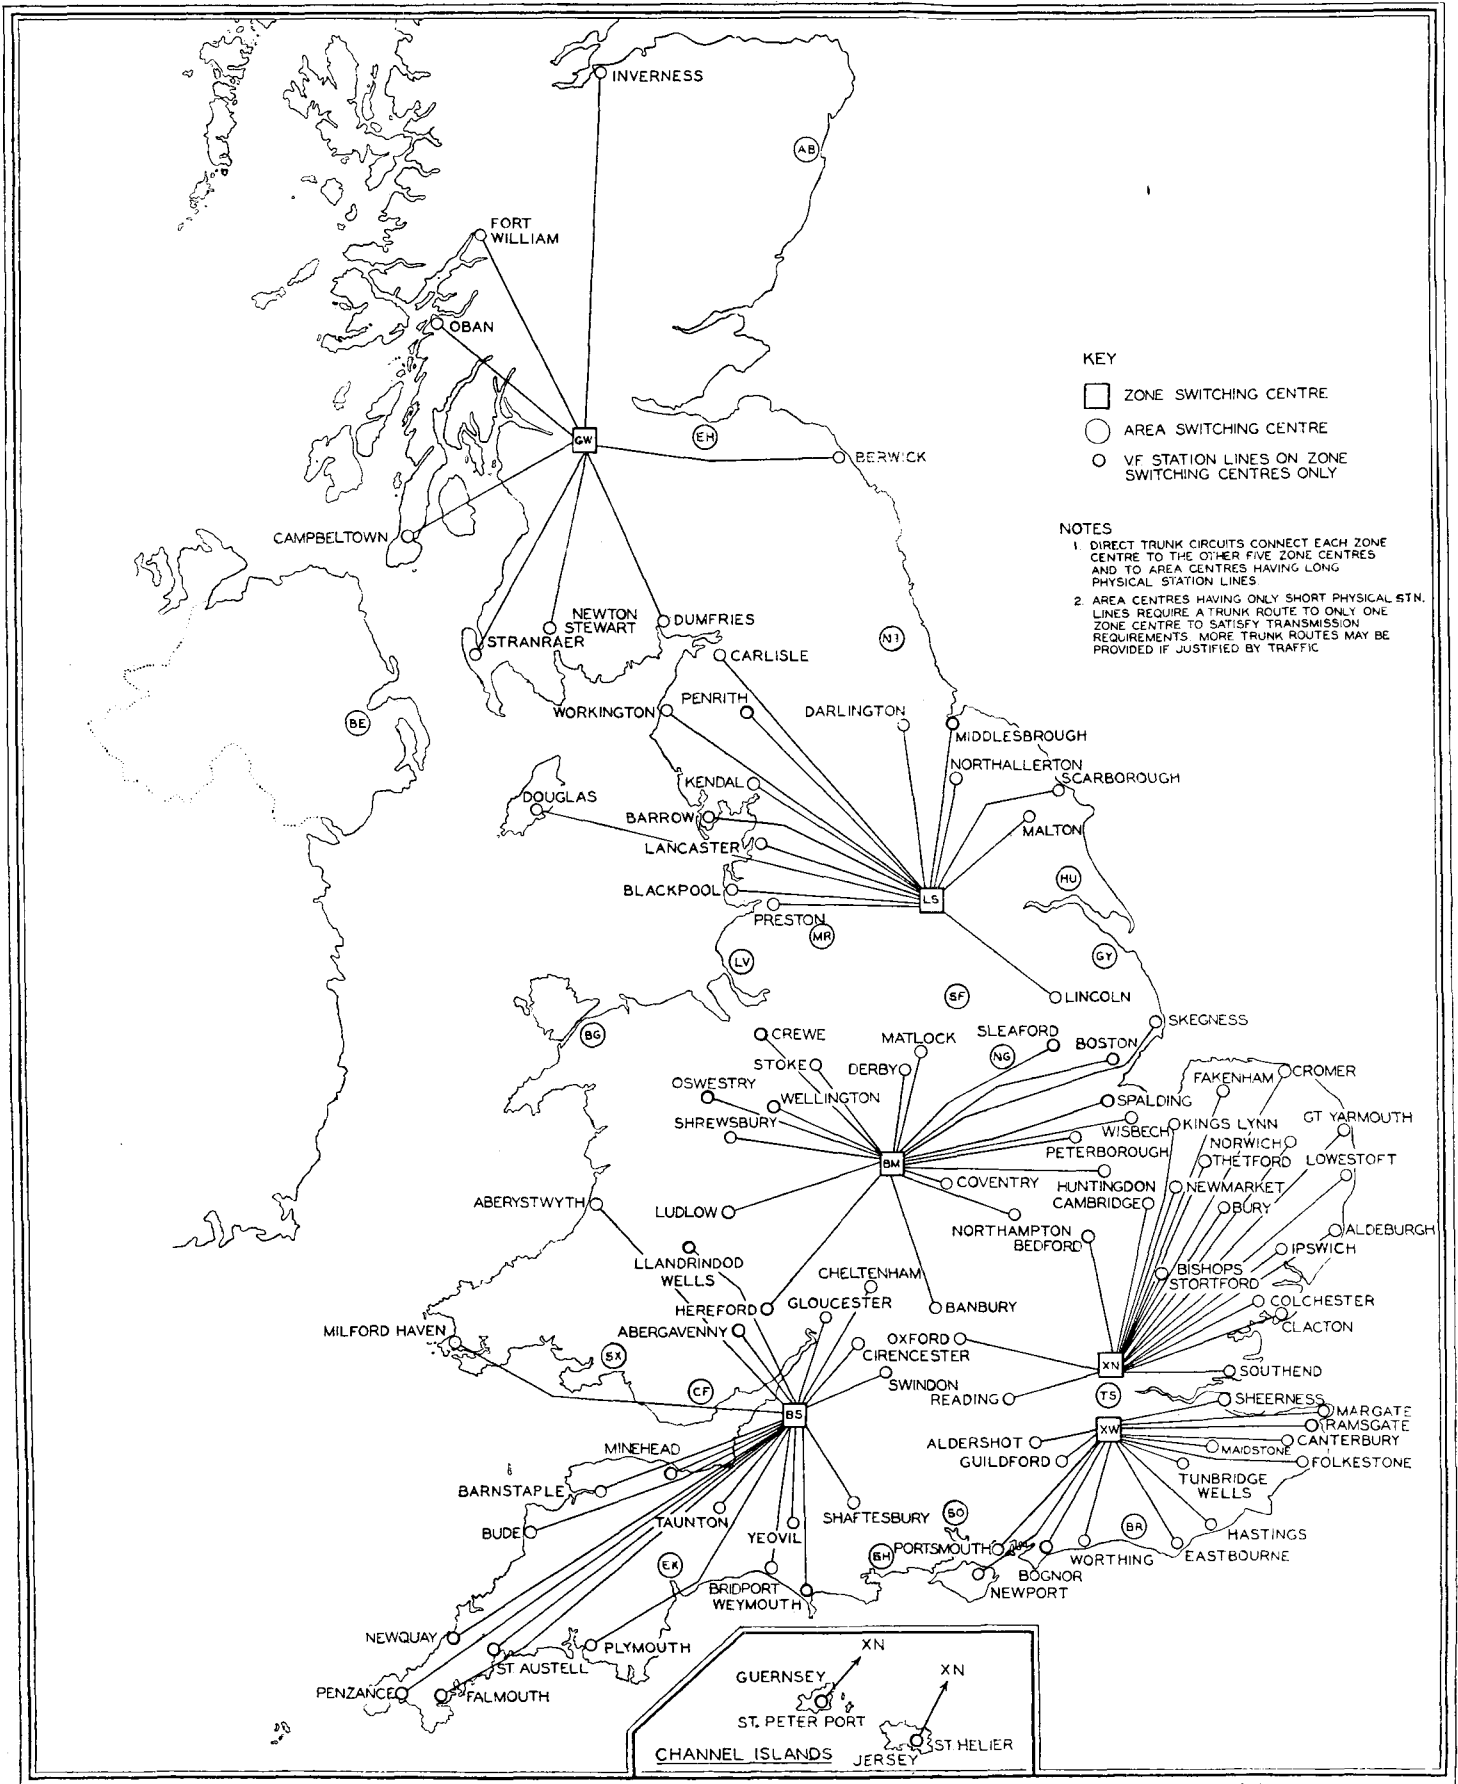 INVERNESS
AB
FORT
WILLIAM
OBAN
KEY
ZONE SWITCHING CENTRE
AREA SWITCHING CENTRE
V.F. STATION LINES ON ZONE
SWITCHING CENTRES ONLY
EH
GW
BERWICK
CAMPBELTOWN
NOTES
1. DIRECT TRUNK CIRCUITS CONNECT EACH ZONE
CENTRE TO THE OTHER FIVE ZONE CENTRES
AND TO AREA CENTRES HAVING LONG
PHYSICAL STATION LINES.
2. AREA CENTRES HAVING ONLY SHORT PHYSICAL STN.
LINES REQUIRE A TRUNK ROUTE TO ONLY ONE
ZONE CENTRE TO SATISFY TRANSMISSION
REQUIREMENTS. MORE TRUNK ROUTES MAY BE
PROVIDED IF JUSTIFIED BY TRAFFIC
NEWTON
STEWART
DUMFRIES
STRANRAER
CARLISLE
PENRITH
WORKINGTON
DARLINGTON
BE
MIDDLESBROUGH
NORTHALLERTON
SCARBOROUGH
KENDAL
DOUGLAS
BARROW
MALTON
LANCASTER
HU
BLACKPOOL
LS
PRESTON
MR
GY
LV
SF
LINCOLN
SKEGNESS
BG
CREWE
MATLOCK
SLEAFORD
BOSTON
NG
STOKE
DERBY
FAKENHAM
CROMER
OSWESTRY
WELLINGTON
SPALDING
GT YARMOUTH
SHREWSBURY
WISBECH
KINGS LYNN
NORWICH
PETERBOROUGH
THETFORD
LOWESTOFT
BM
COVENTRY
HUNTINGDON
NEWMARKET
CAMBRIDGE
BURY
ABERYSTWYTH
LUDLOW
NORTHAMPTON
BEDFORD
ALDEBURGH
IPSWICH
LLANDRINDOD
WELLS
CHELTENHAM
BISHOPS
STORTFORD
HEREFORD
GLOUCESTER
BANBURY
COLCHESTER
CLACTON
MILFORD HAVEN
ABERGAVENNY
OXFORD
CIRENCESTER
SX
XN
SOUTHEND
SWINDON
READING
CF
TS
SHEERNESS
MARGATE
BS
RAMSGATE
XW
ALDERSHOT
CANTERBURY
MINEHEAD
MAIDSTONE
GUILDFORD
FOLKESTONE
BARNSTAPLE
TUNBRIDGE
WELLS
SHAFTESBURY
SO
TAUNTON
BUDE
YEOVIL
BR
HASTINGS
PORTSMOUTH
BH
WORTHING
EASTBOURNE
EX
BOGNOR
BRIDPORT
NEWPORT
WEYMOUTH
NEWQUAY
PLYMOUTH
ST. AUSTELL
PENZANCE
FALMOUTH
XN
GUERNSEY
XN
ST. PETER PORT
ST. HELIER
CHANNEL ISLANDS
JERSEY